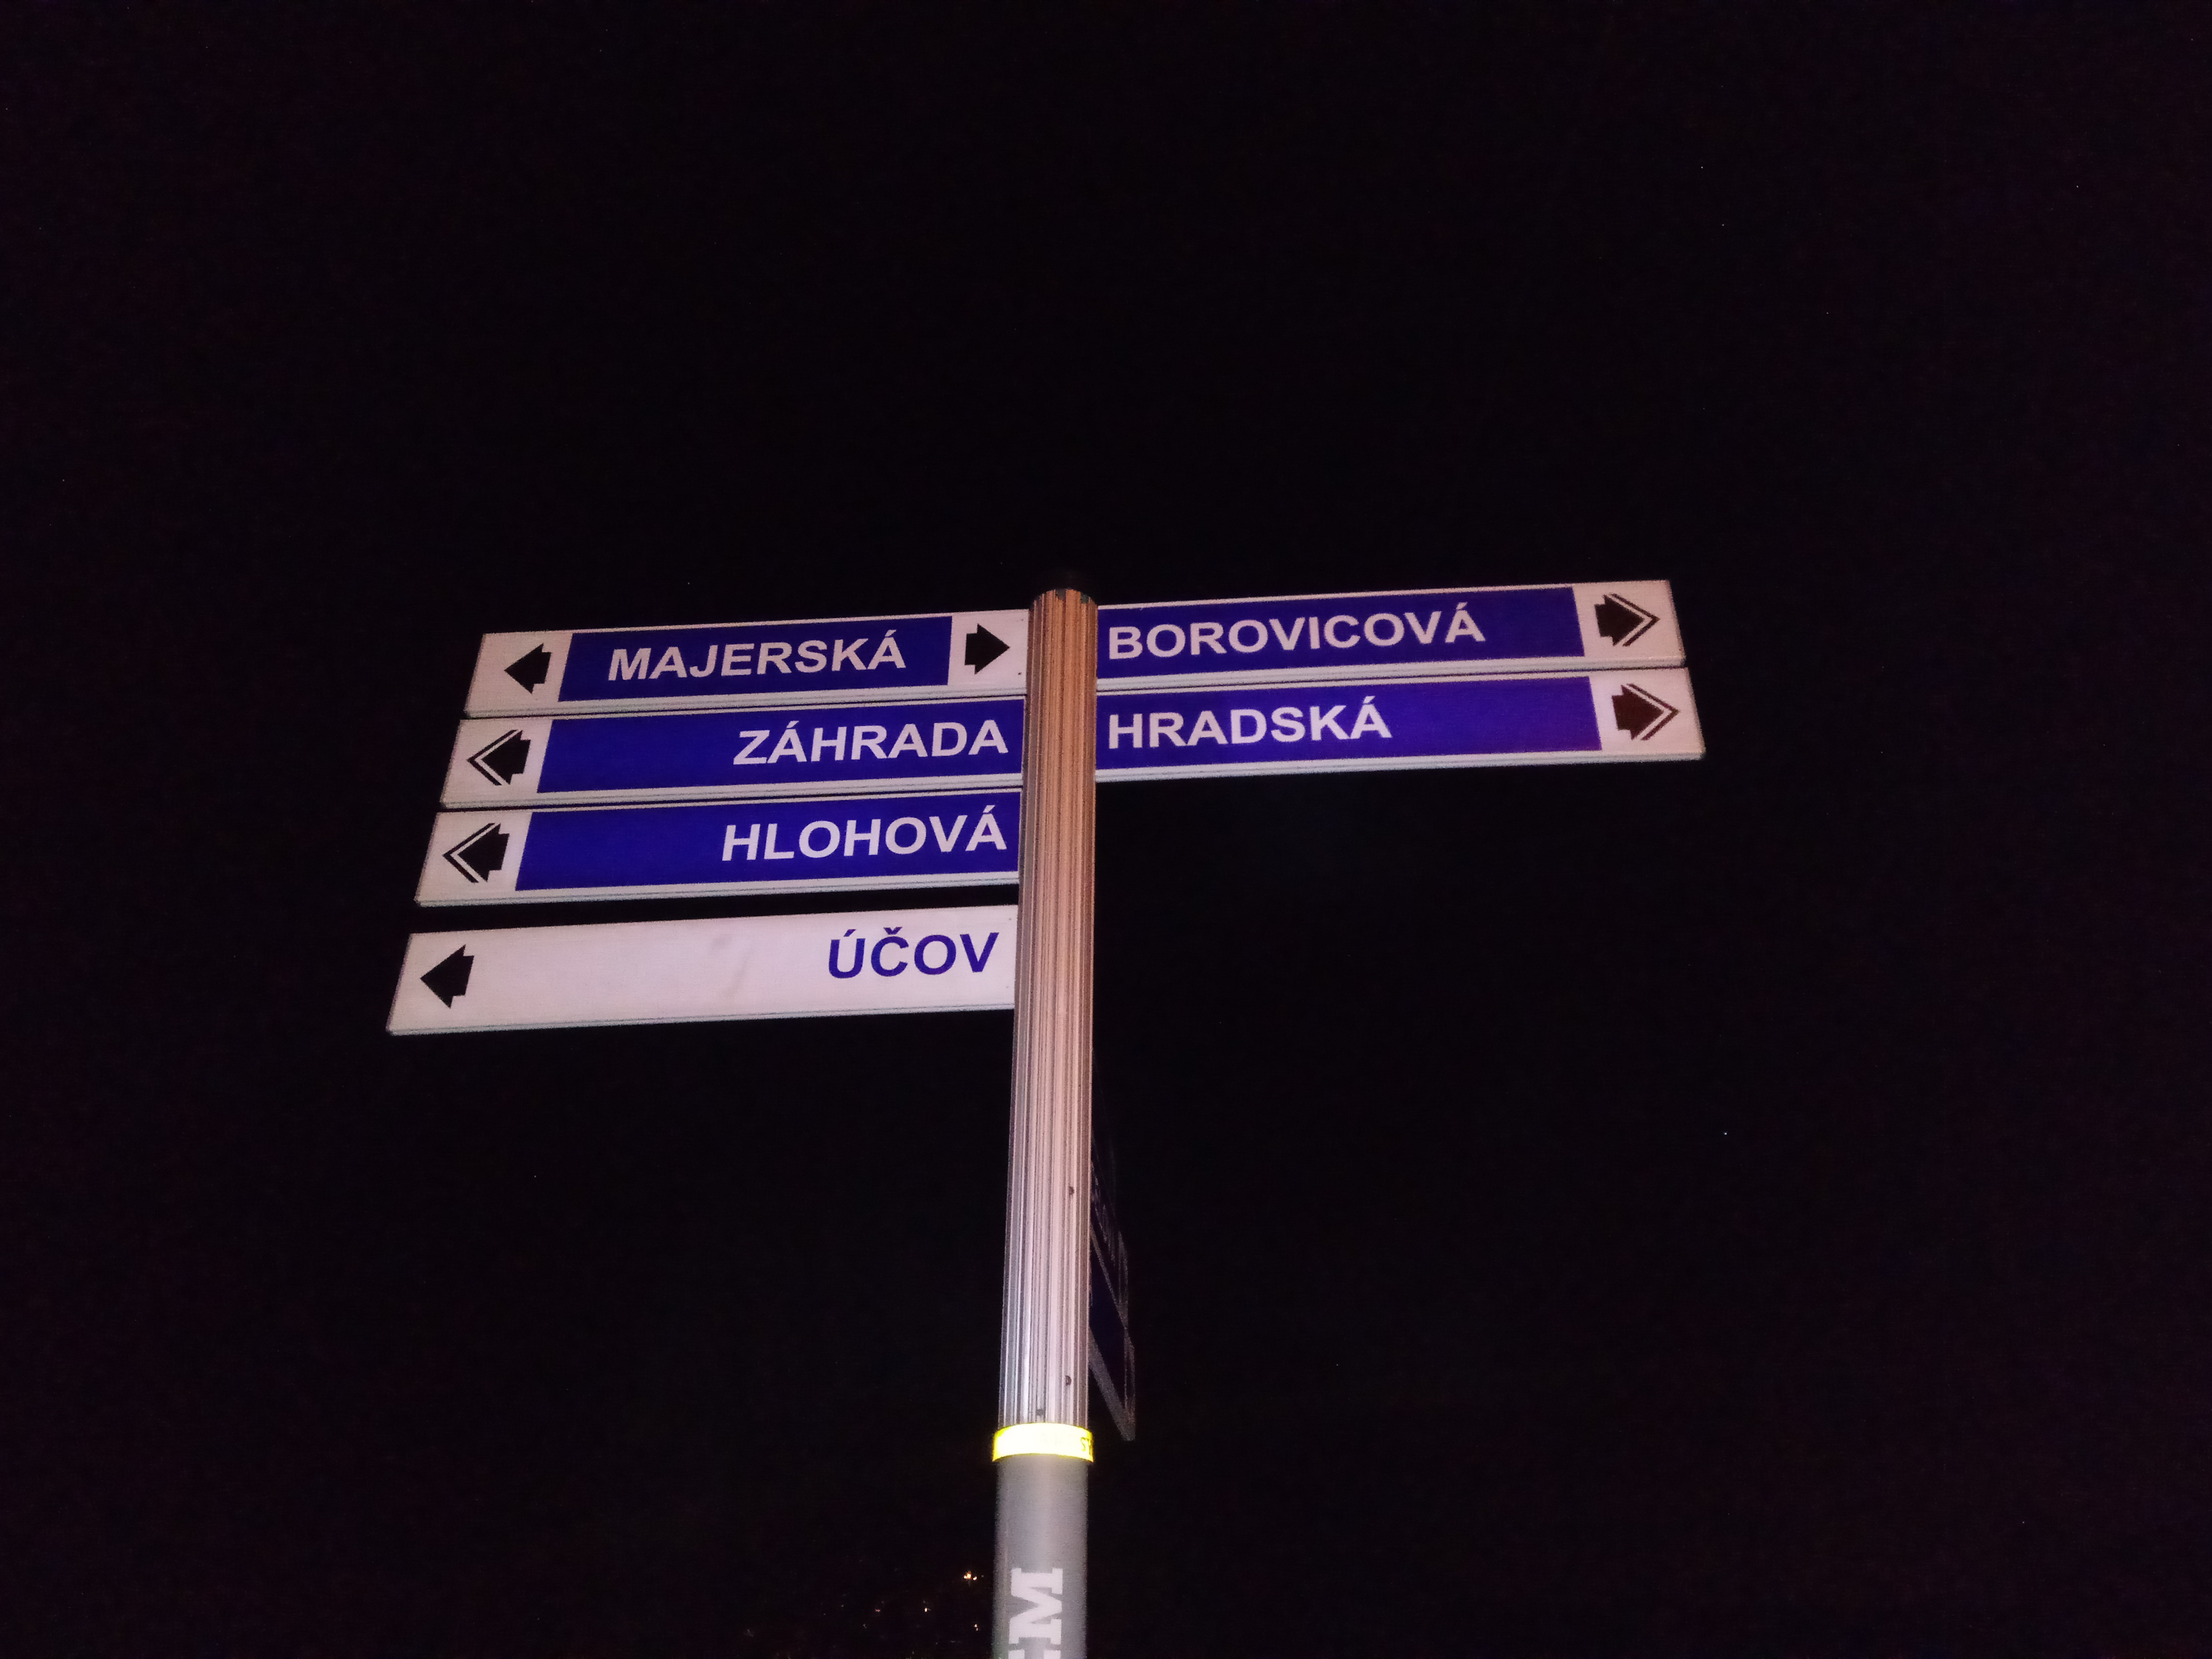 MAJERSKÁ
BOROVICOVÁ
ZÁHRADA
HRADSKÁ
HLOHOVÁ
ÚČOV